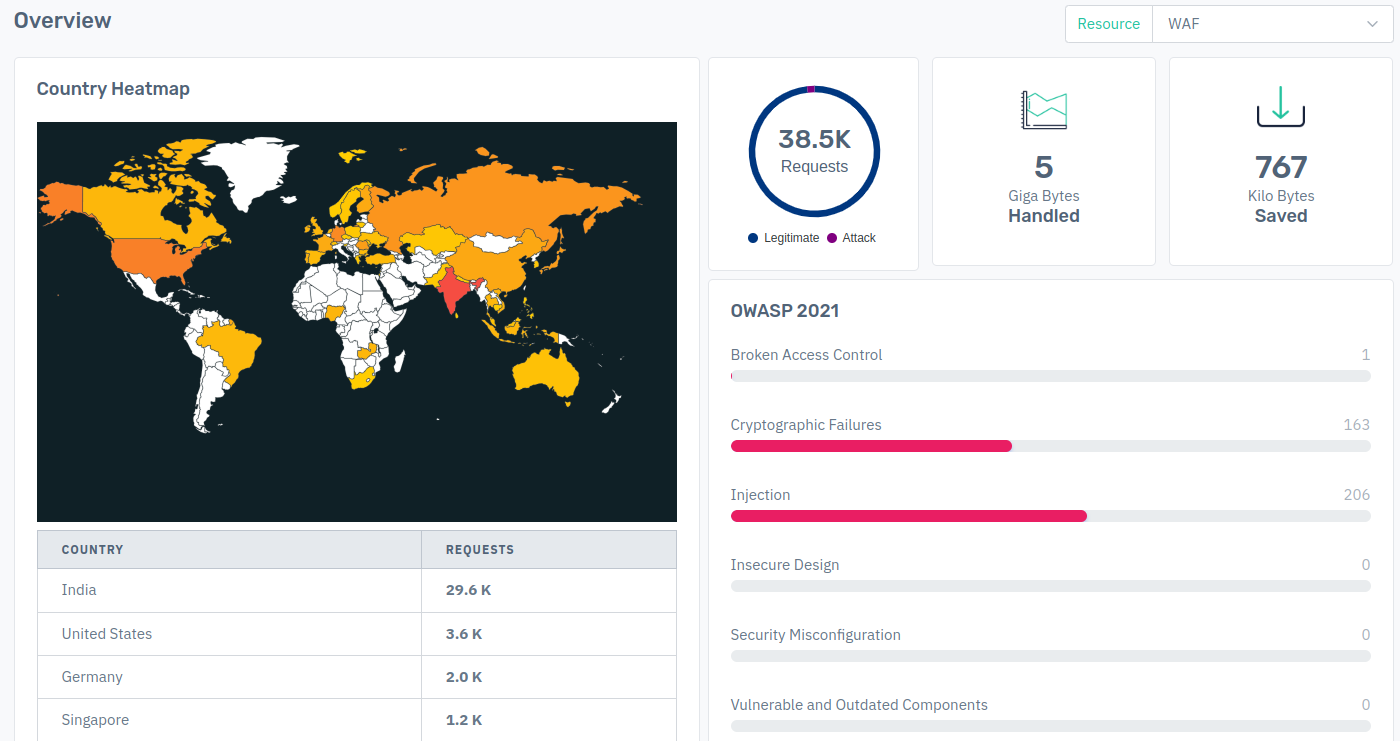 Overview
Resource WAF
Country Heatmap
38.5K
Requests
Legitimate Attack
5
Giga Bytes
Handled
767
Kilo Bytes
Saved
COUNTRY REQUESTS
India 29.6 K
United States 3.6 K
Germany 2.0 K
Singapore 1.2 K
OWASP 2021
Broken Access Control 1
Cryptographic Failures 163
Injection 206
Insecure Design 0
Security Misconfiguration 0
Vulnerable and Outdated Components 0